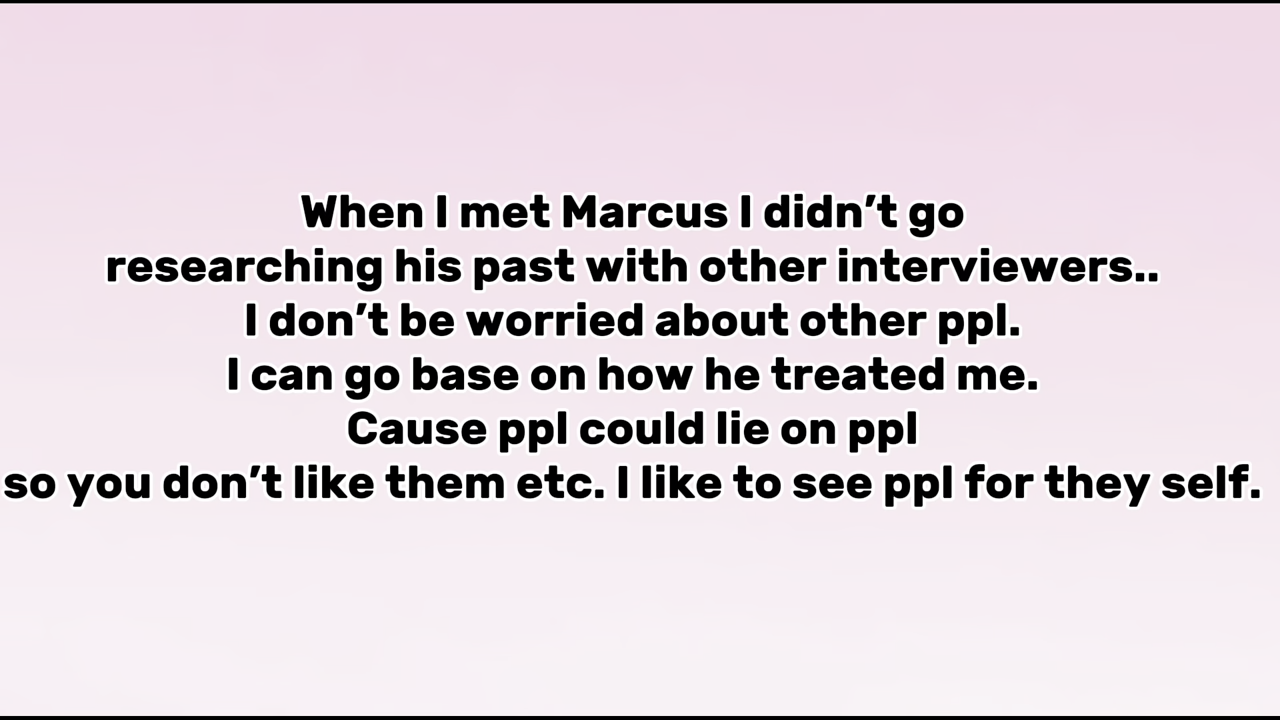 When I met Marcus I didn’t go
researching his past with other interviewers..
I don’t be worried about other ppl.
I can go base on how he treated me.
Cause ppl could lie on ppl
so you don’t like them etc. I like to see ppl for they self.